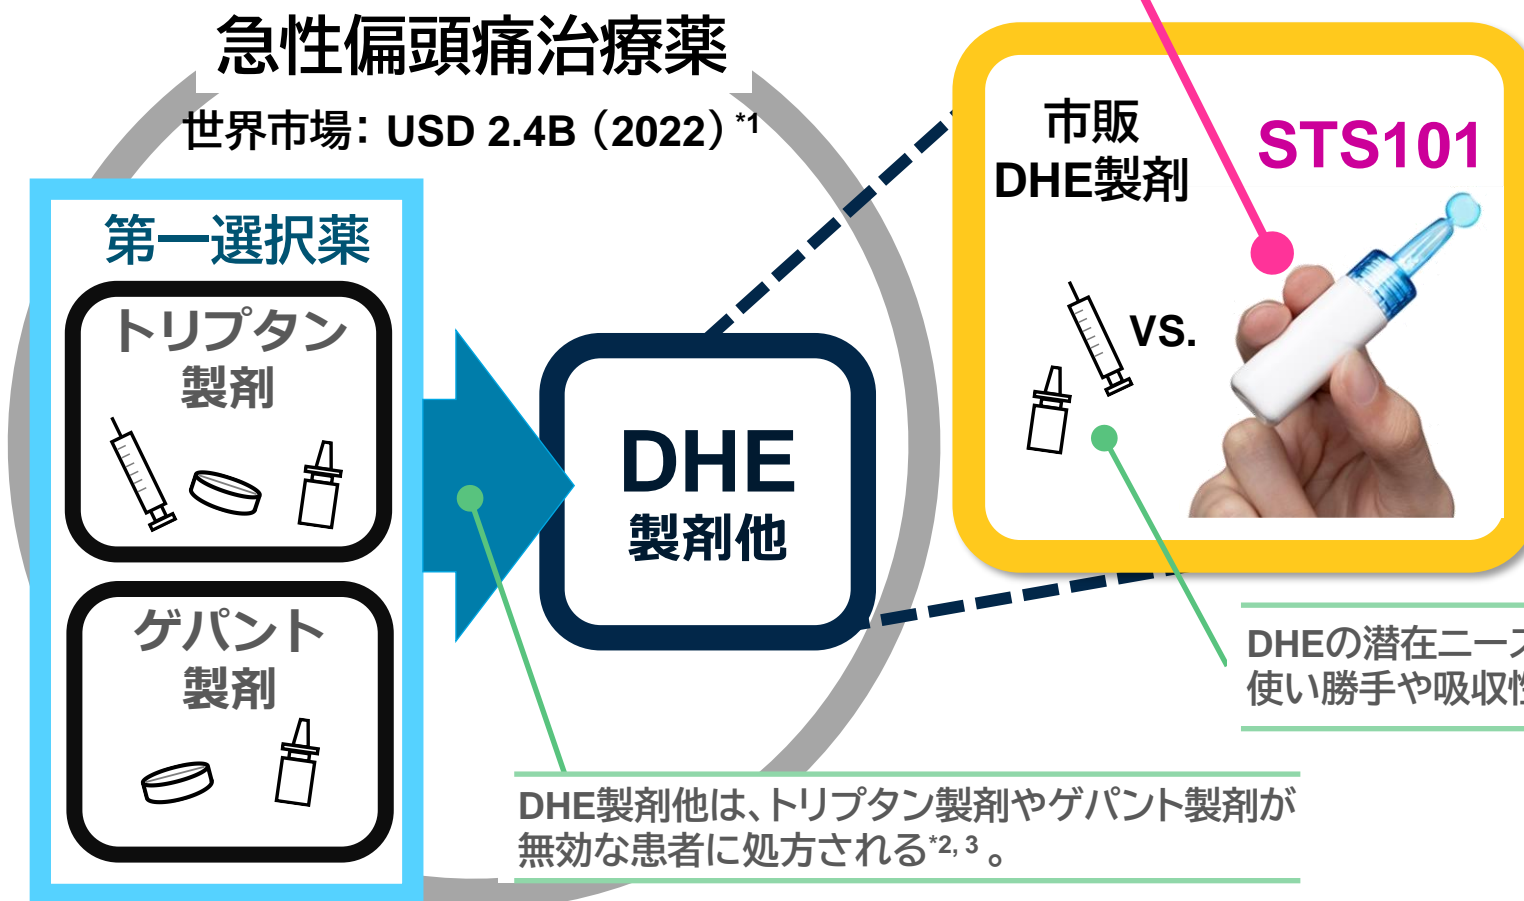 急性偏頭痛治療薬
世界市場： USD 2.4B（2022）*1
第一選択薬
トリプタン
製剤
ゲパント
製剤
DHE
製剤他
市販
DHE製剤
STS101
VS.
DHEの潜在ニーズ
使い勝手や吸収性
DHE製剤他は、トリプタン製剤やゲパント製剤が
無効な患者に処方される*2, 3 。